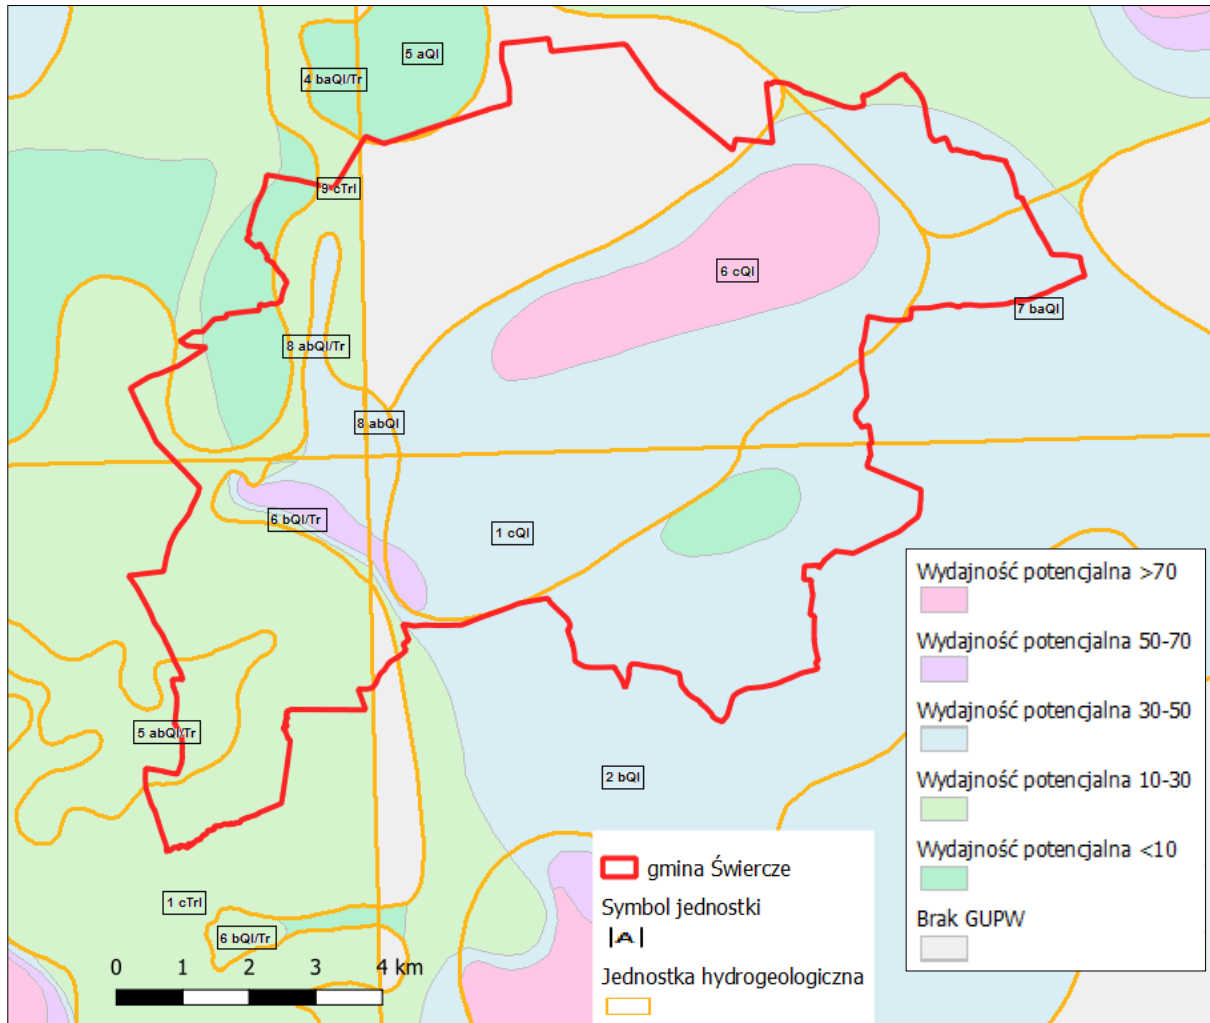 5 aQI
4 baQI/Tr
9 cTrI
6 cQI
7 baQI
8 abQI/Tr
8 abQI
6 bQI/Tr
1 cQI
5 abQI/Tr
2 bQI
1 cTrI
6 bQI/Tr
0 1 2 3 4 km
gmina Świercze
Symbol jednostki
A
Jednostka hydrogeologiczna
Wydajność potencjalna >70
Wydajność potencjalna 50-70
Wydajność potencjalna 30-50
Wydajność potencjalna 10-30
Wydajność potencjalna <10
Brak GUPW